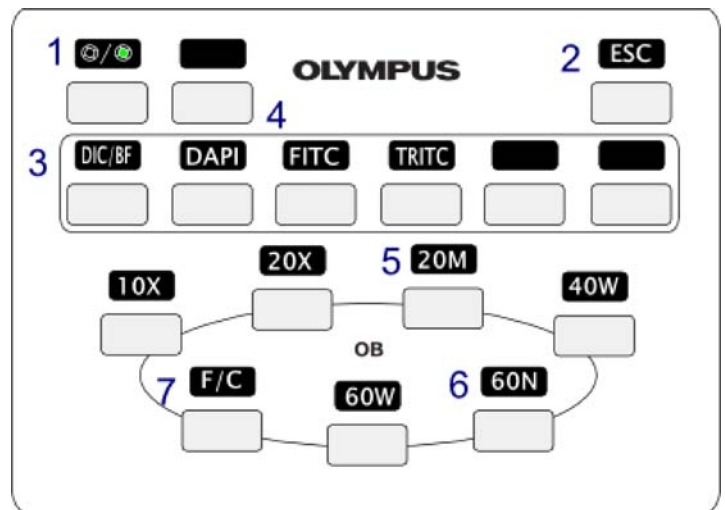 1 / 2 ESC
OLYMPUS
4
3 DIC/BF DAPI FITC TRITC
20X 5 20M
10X 40W
OB
7 F/C 60W 6 60N